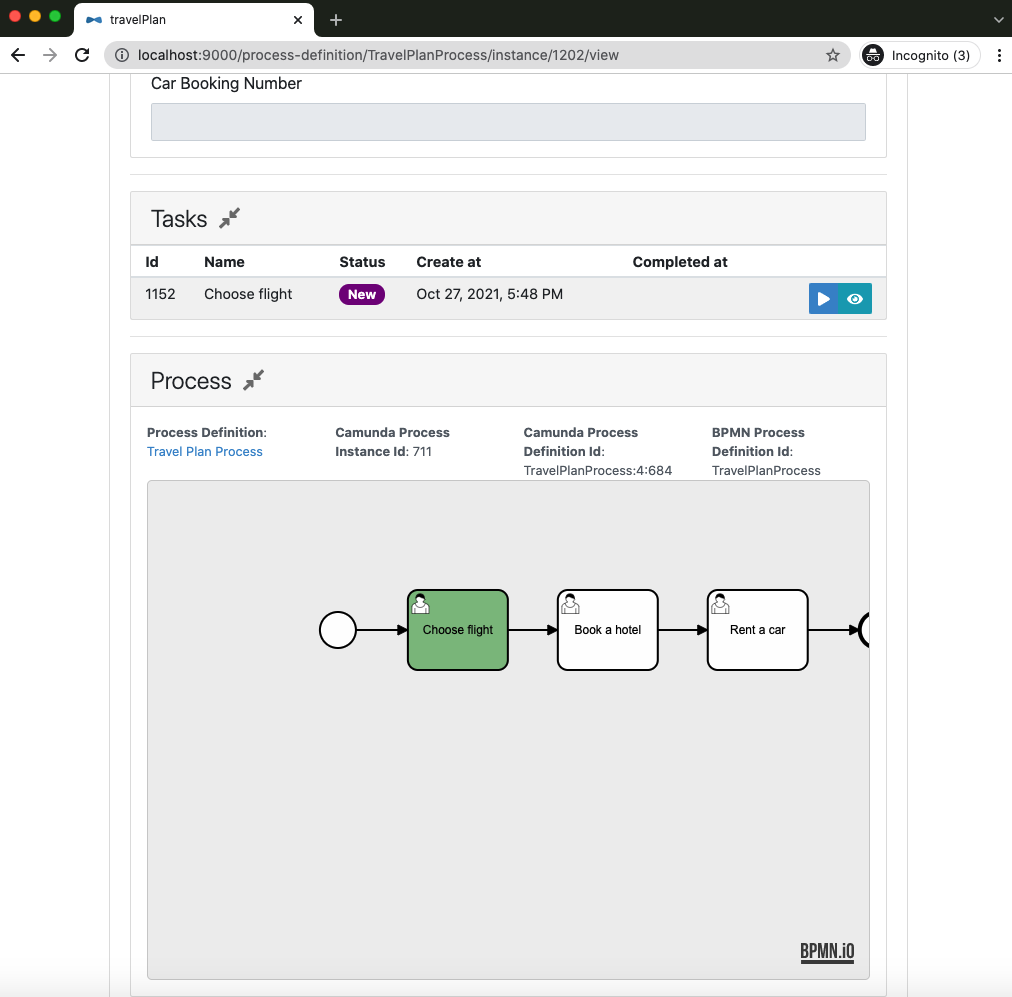 travelPlan
localhost:9000/process-definition/TravelPlanProcess/instance/1202/view
Incognito (3)
Car Booking Number
Tasks
Id Name Status Create at Completed at
1152 Choose flight New Oct 27, 2021, 5:48 PM
Process
Process Definition:
Travel Plan Process
Camunda Process
Instance Id: 711
Camunda Process
Definition Id:
TravelPlanProcess:4:684
BPMN Process
Definition Id:
TravelPlanProcess
Choose flight
Book a hotel
Rent a car
BPMN.iO